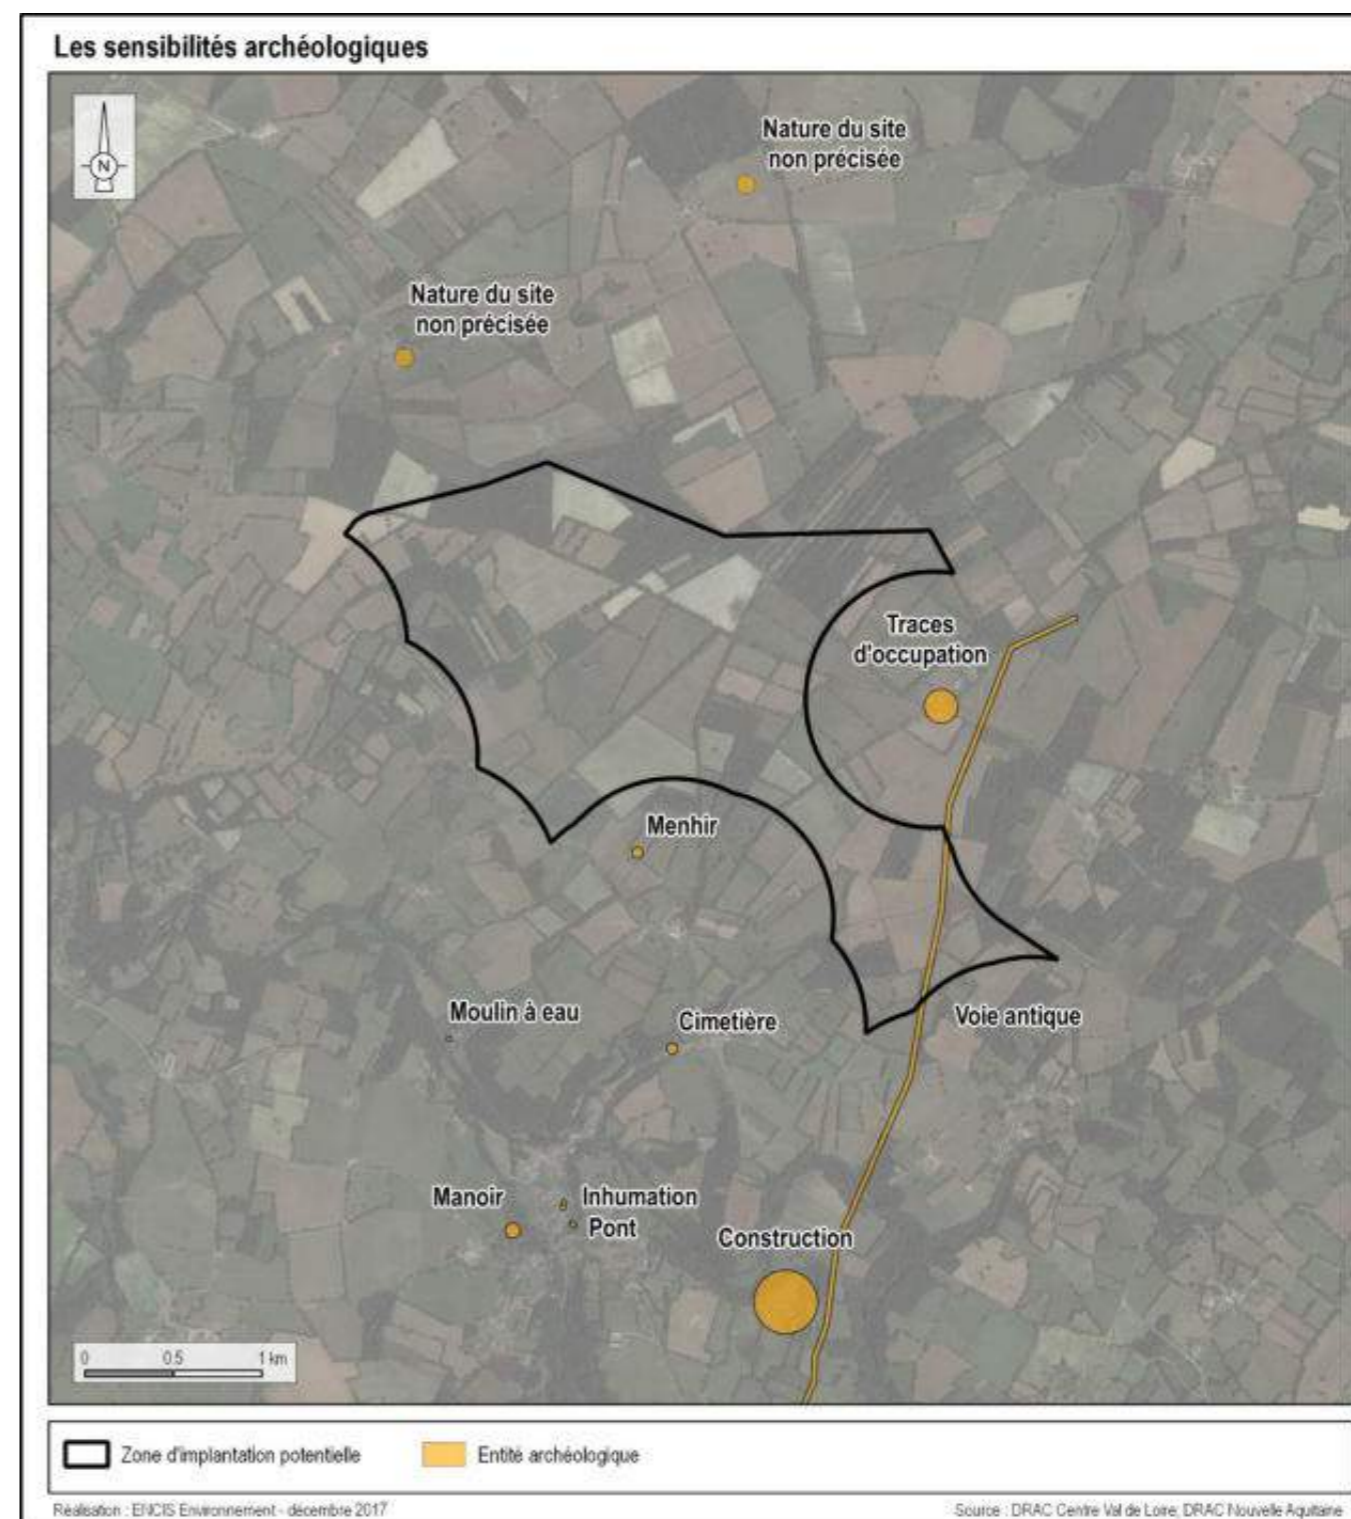 Les sensibilités archéologiques
N
Nature du site
non précisée
Nature du site
non précisée
Traces
d'occupation
Menhir
Moulin à eau
Cimetière
Voie antique
Manoir
Inhumation
Pont
Construction
0 0.5 1 km
Zone d'implantation potentielle
Entité archéologique
Réalisation : ENCIS Environnement - décembre 2017
Source : DRAC Centre Val de Loire, DRAC Nouvelle Aquitaine